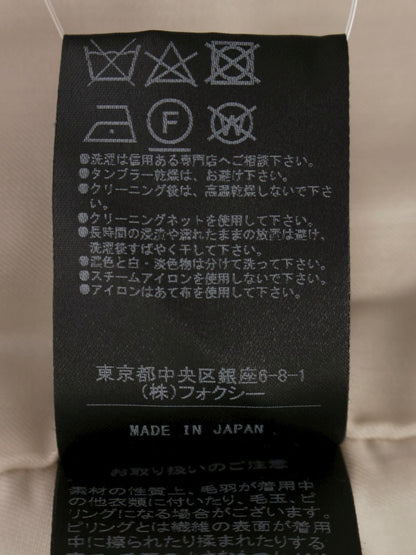 F
W
●洗濯は信用ある専門店へご相談下さい。
●タンブラー乾燥は、お避け下さい。
●クリーニング後は、高温乾燥しないで下さ
い。
●クリーニングネットを使用して下さい。
●長時間の浸漬や濡れたままの放置は避け、
洗濯後すばやく干して下さい。
●濃色と白・淡色物は分けて洗って下さい。
●スチームアイロンを使用しないで下さい。
●アイロンはあて布を使用して下さい。
東京都中央区銀座6-8-1
(株)フォクシー
MADE IN JAPAN
お取り扱いのご注意
素材の性質上、毛羽が着用中
の他衣類に付いたり、毛玉、ピ
リングになる場合がございます。
ピリングとは繊維の表面が着用
中に擦られたり揉まれたりする